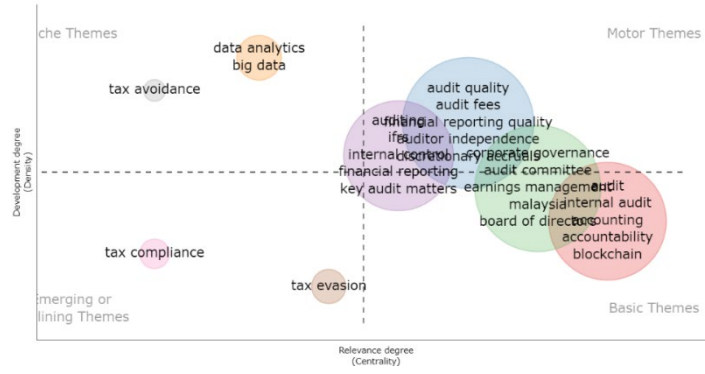 che Themes
Motor Themes
data analytics
big data
tax avoidance
audit quality
audit fees
financial reporting quality
auditor independence
discretionary accruals
auditing
ifrs
internal control
financial reporting
key audit matters
corporate governance
audit committee
earnings management
malaysia
board of directors
audit
internal audit
accounting
accountability
blockchain
tax compliance
tax evasion
Emerging or
lining Themes
Basic Themes
Development degree
(Density)
Relevance degree
(Centrality)